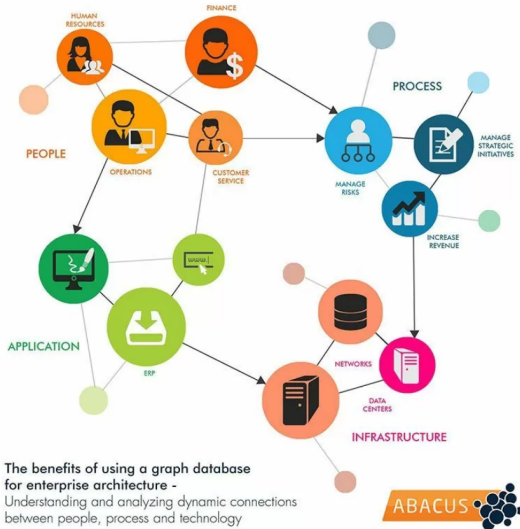 HUMAN
RESOURCES
FINANCE
$
PROCESS
MANAGE
STRATEGIC
INITIATIVES
PEOPLE
OPERATIONS
CUSTOMER
SERVICE
MANAGE
RISKS
INCREASE
REVENUE
www.
APPLICATION
ERP
NETWORKS
DATA
CENTERS
INFRASTRUCTURE
The benefits of using a graph database
for enterprise architecture -
Understanding and analyzing dynamic connections
between people, process and technology
ABACUS